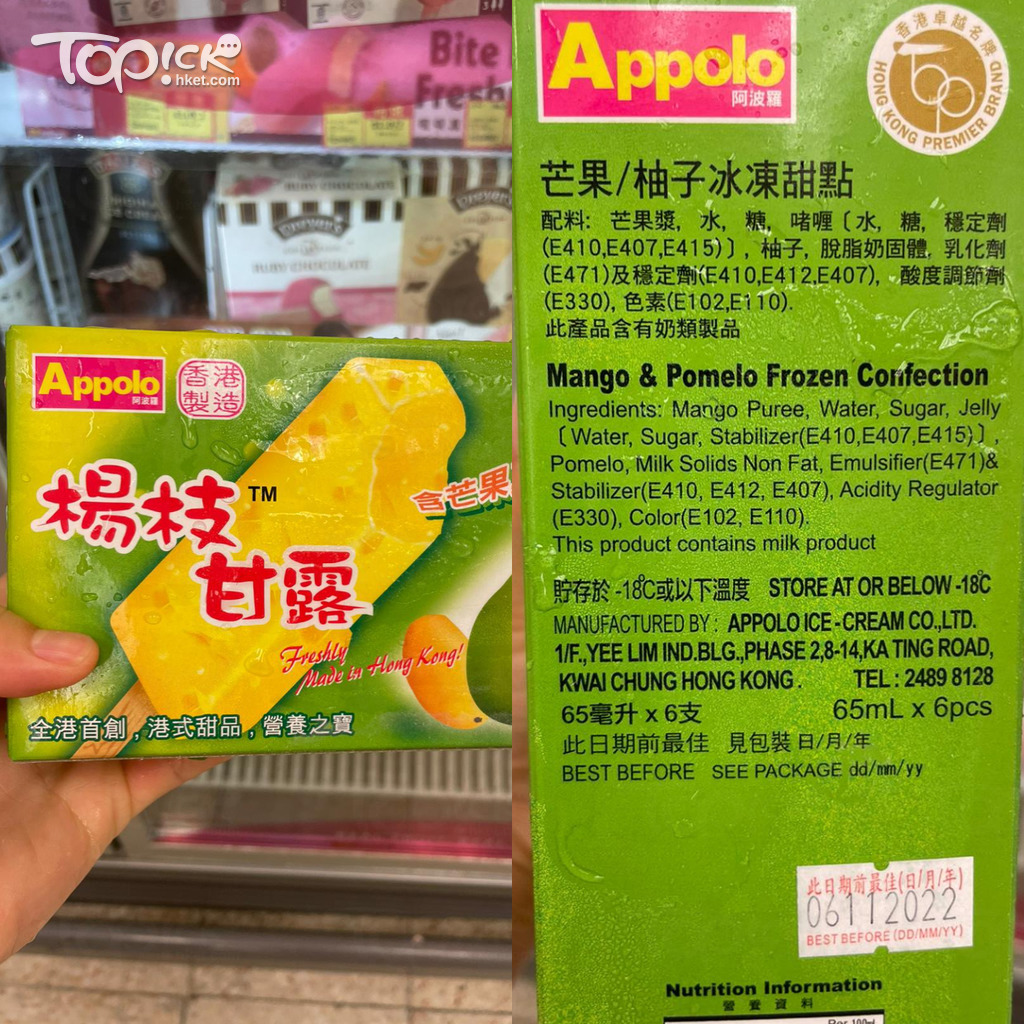 TOPick
hket.com
Bite
Fresh
Dreyer's
RUBY CHOCOLATE
Appolo
阿波羅
香港
製造
楊枝™
甘露
含芒果
Freshly
Made in Hong Kong!
全港首創，港式甜品，營養之寶
Appolo
阿波羅
香港卓越名牌
HONG KONG PREMIER BRAND
芒果/柚子冰凍甜點
配料: 芒果漿, 水, 糖, 啫喱〔水, 糖, 穩定劑
(E410,E407,E415)〕, 柚子, 脫脂奶固體, 乳化劑
(E471)及穩定劑(E410,E412,E407), 酸度調節劑
(E330), 色素(E102,E110).
此產品含有奶類製品
Mango & Pomelo Frozen Confection
Ingredients: Mango Puree, Water, Sugar, Jelly
〔Water, Sugar, Stabilizer(E410,E407,E415)〕,
Pomelo, Milk Solids Non Fat, Emulsifier(E471)&
Stabilizer(E410, E412, E407), Acidity Regulator
(E330), Color(E102, E110).
This product contains milk product
貯存於 -18℃或以下溫度 STORE AT OR BELOW -18℃
MANUFACTURED BY : APPOLO ICE - CREAM CO.,LTD.
1/F.,YEE LIM IND.BLG.,PHASE 2,8-14,KA TING ROAD,
KWAI CHUNG HONG KONG . TEL : 2489 8128
65毫升 x 6支 65mL x 6pcs
此日期前最佳 見包裝 日/月/年
BEST BEFORE SEE PACKAGE dd/mm/yy
此日期前最佳(日/月/年)
06112022
BEST BEFORE (DD/MM/YY)
Nutrition Information
營養資料
Per 100mL